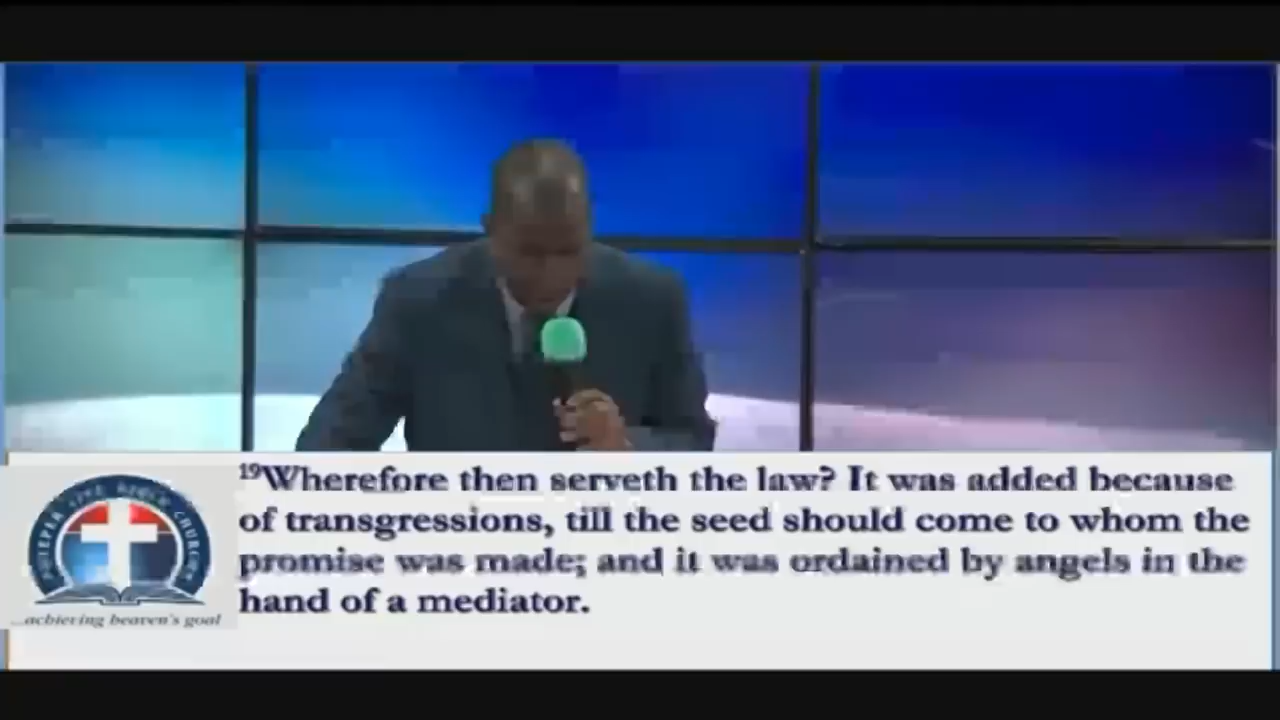 ¹⁹Wherefore then serveth the law? It was added because
of transgressions, till the seed should come to whom the
promise was made; and it was ordained by angels in the
hand of a mediator.
CHURCH
...achieving heaven's goal